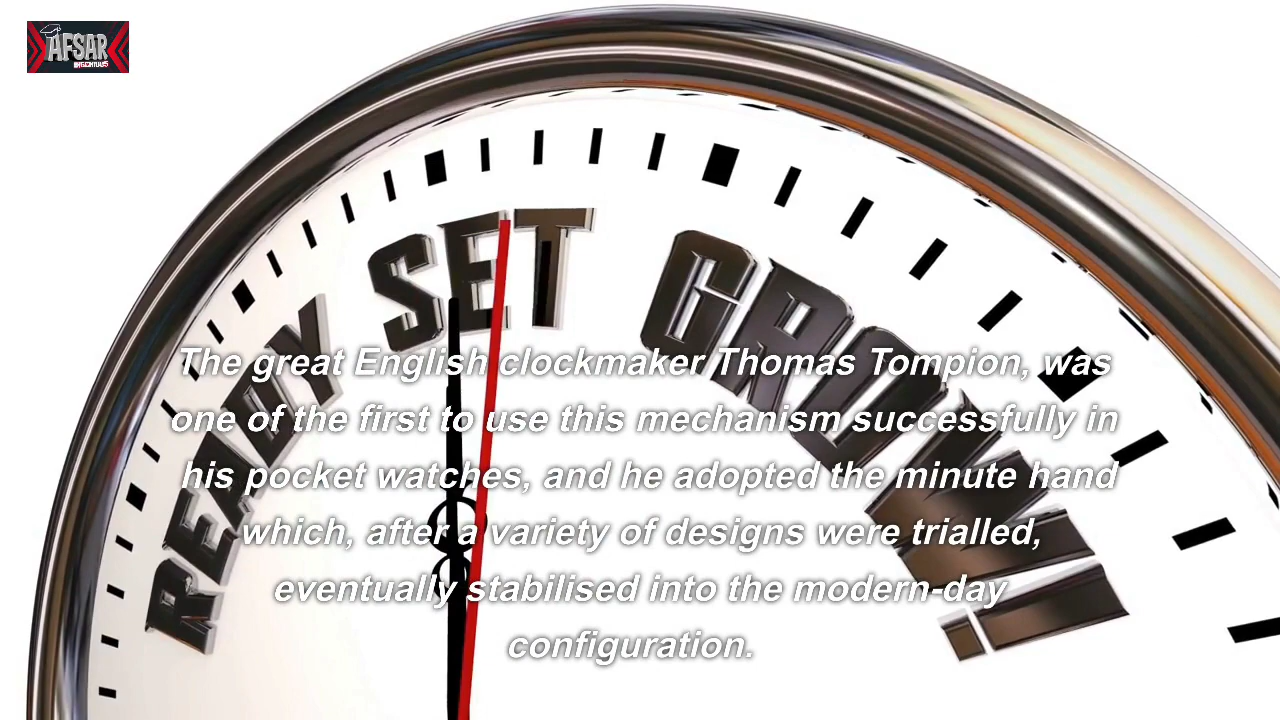 AFSAR
READY SET GROW!
The great English clockmaker Thomas Tompion, was
one of the first to use this mechanism successfully in
his pocket watches, and he adopted the minute hand
which, after a variety of designs were trialled,
eventually stabilised into the modern-day
configuration.